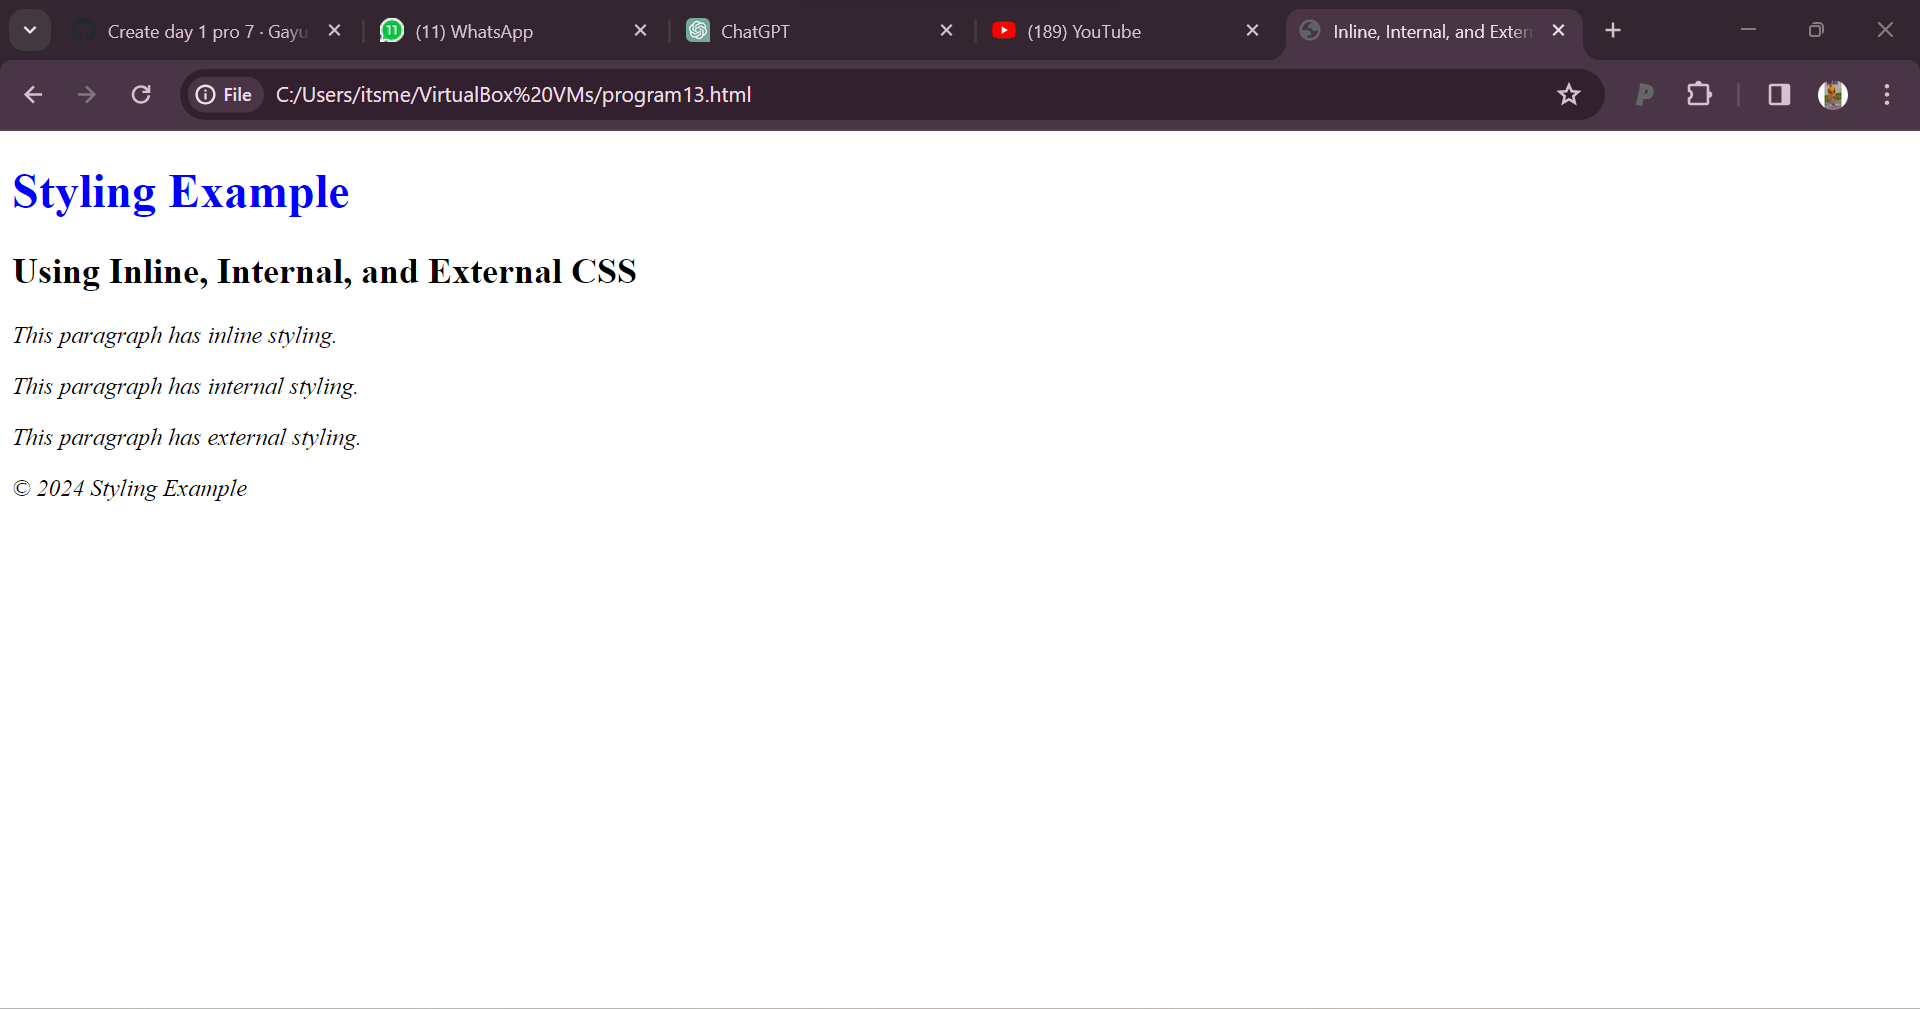 Create day 1 pro 7 · Gayu
11 (11) WhatsApp
ChatGPT
(189) YouTube
Inline, Internal, and Exter
File C:/Users/itsme/VirtualBox%20VMs/program13.html
P
Styling Example
Using Inline, Internal, and External CSS
This paragraph has inline styling.
This paragraph has internal styling.
This paragraph has external styling.
© 2024 Styling Example